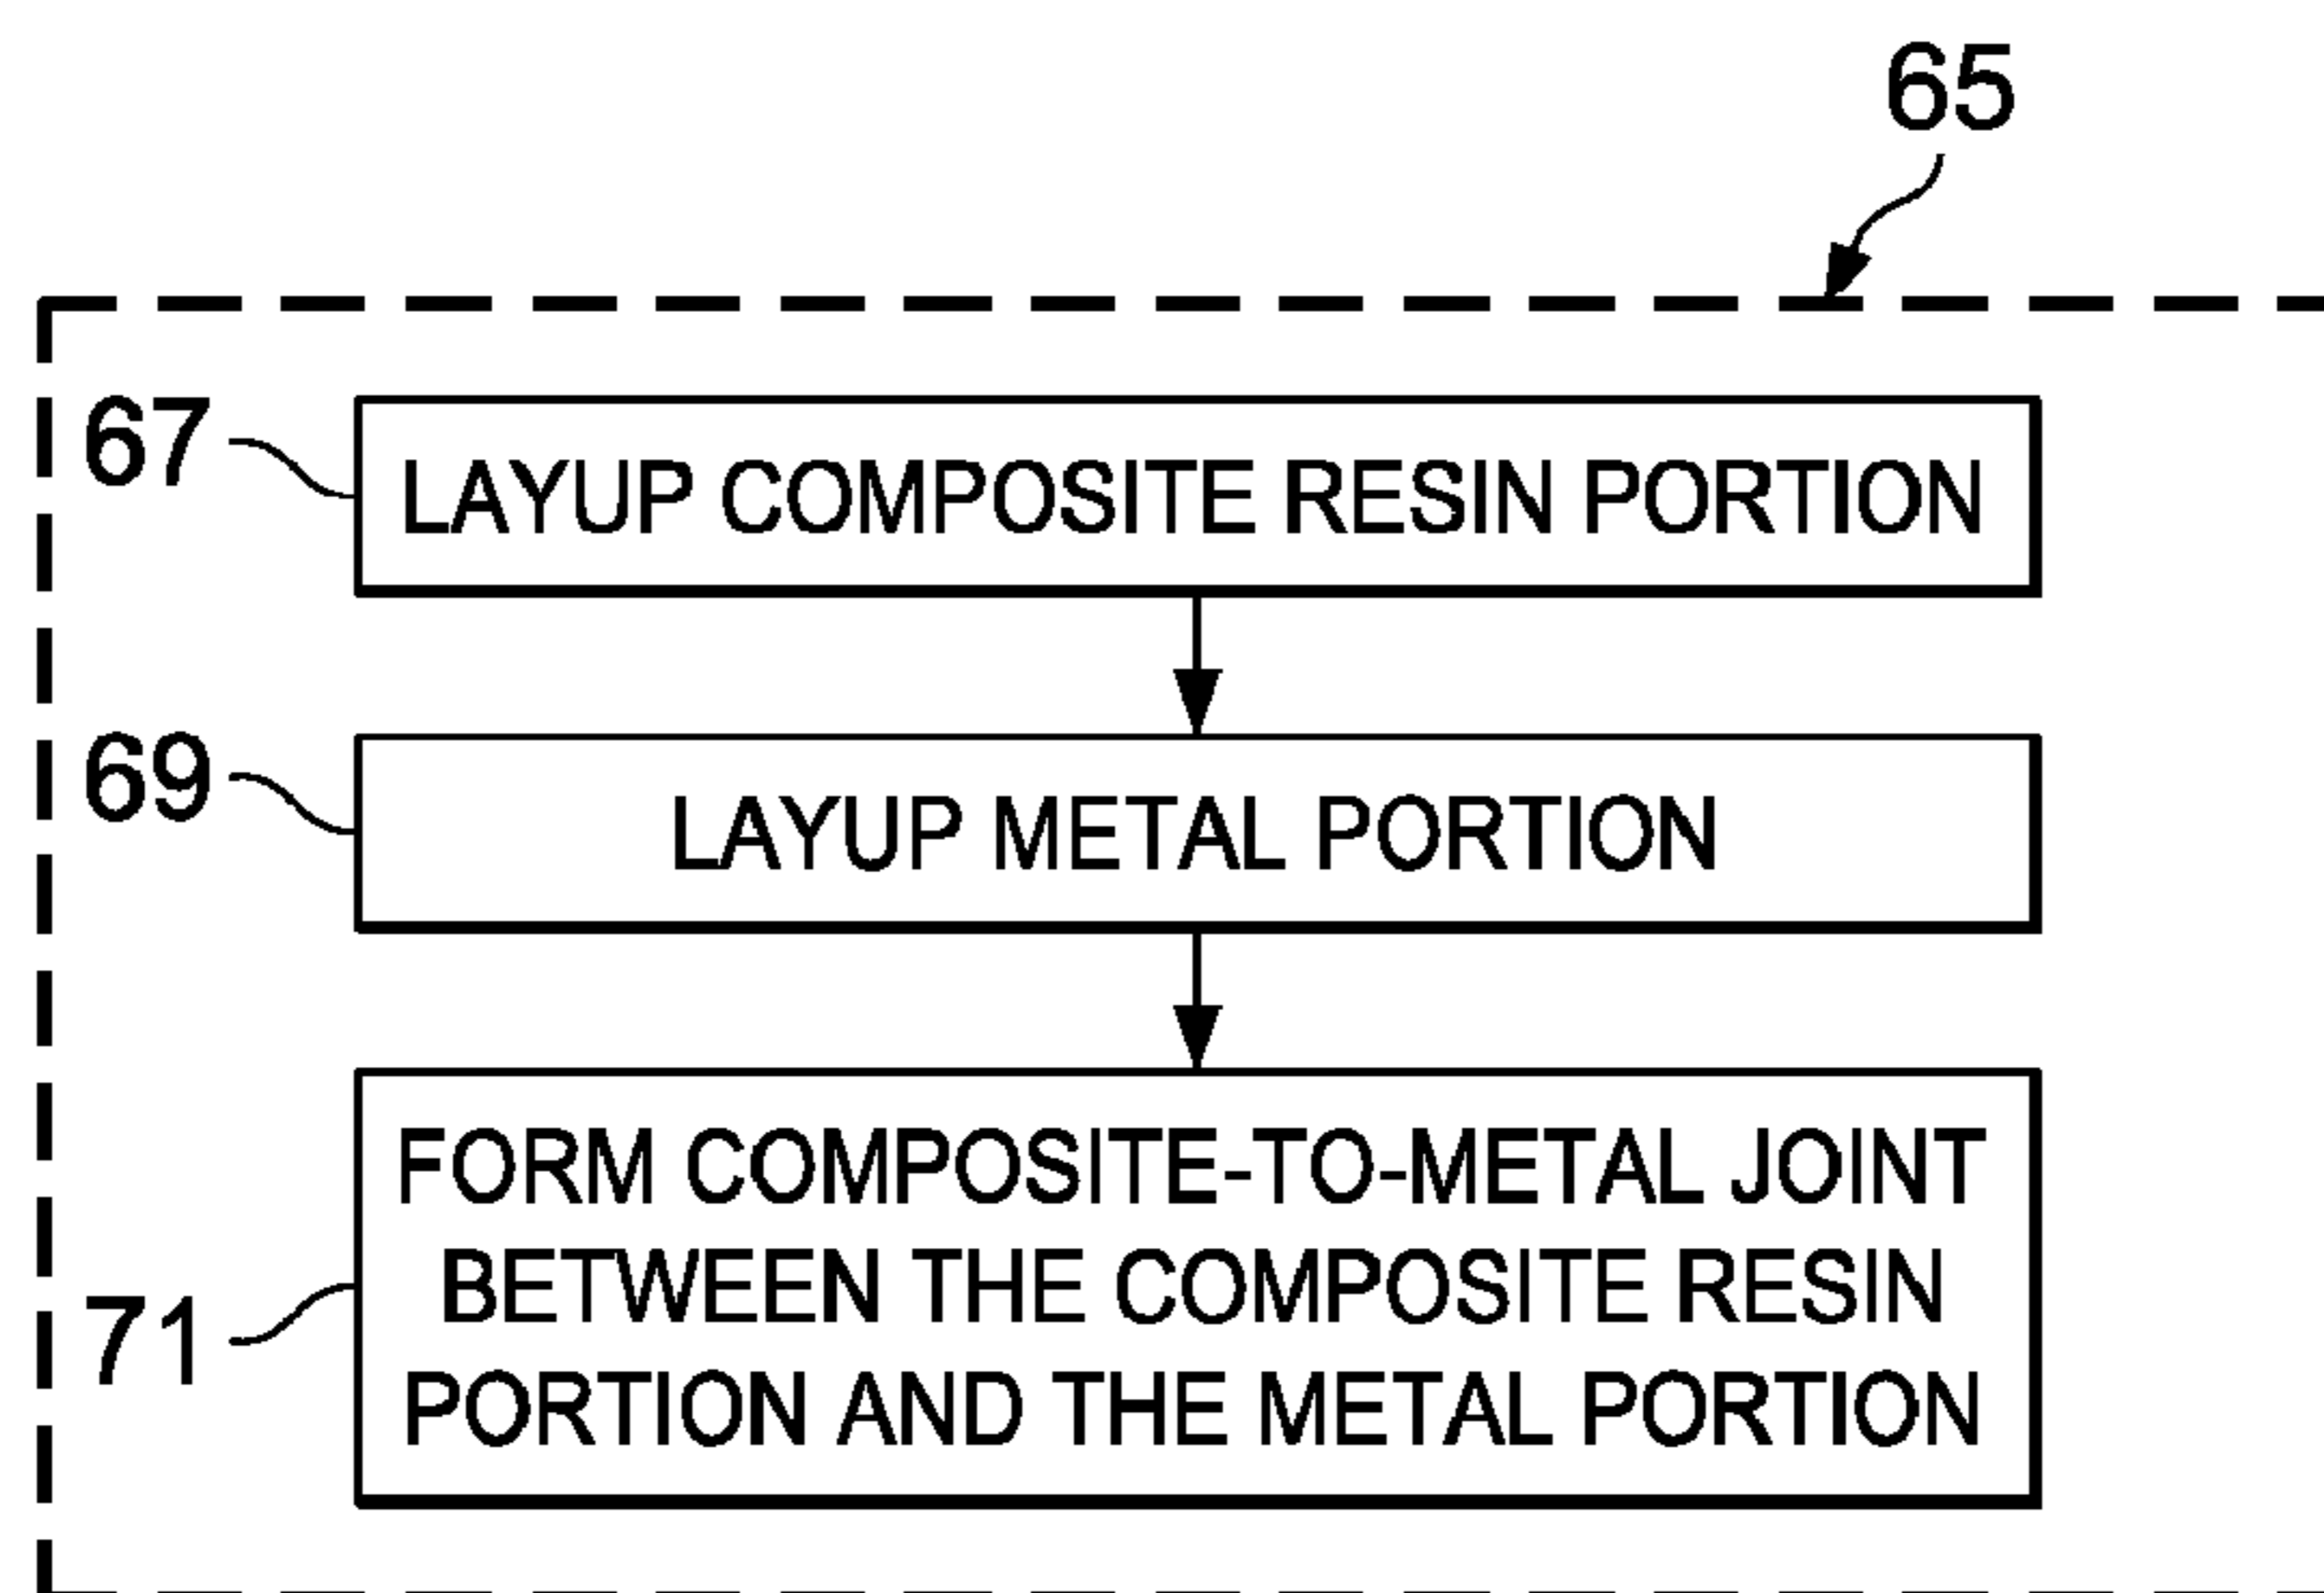 65
67
LAYUP COMPOSITE RESIN PORTION
69
LAYUP METAL PORTION
71
FORM COMPOSITE-TO-METAL JOINT
BETWEEN THE COMPOSITE RESIN
PORTION AND THE METAL PORTION